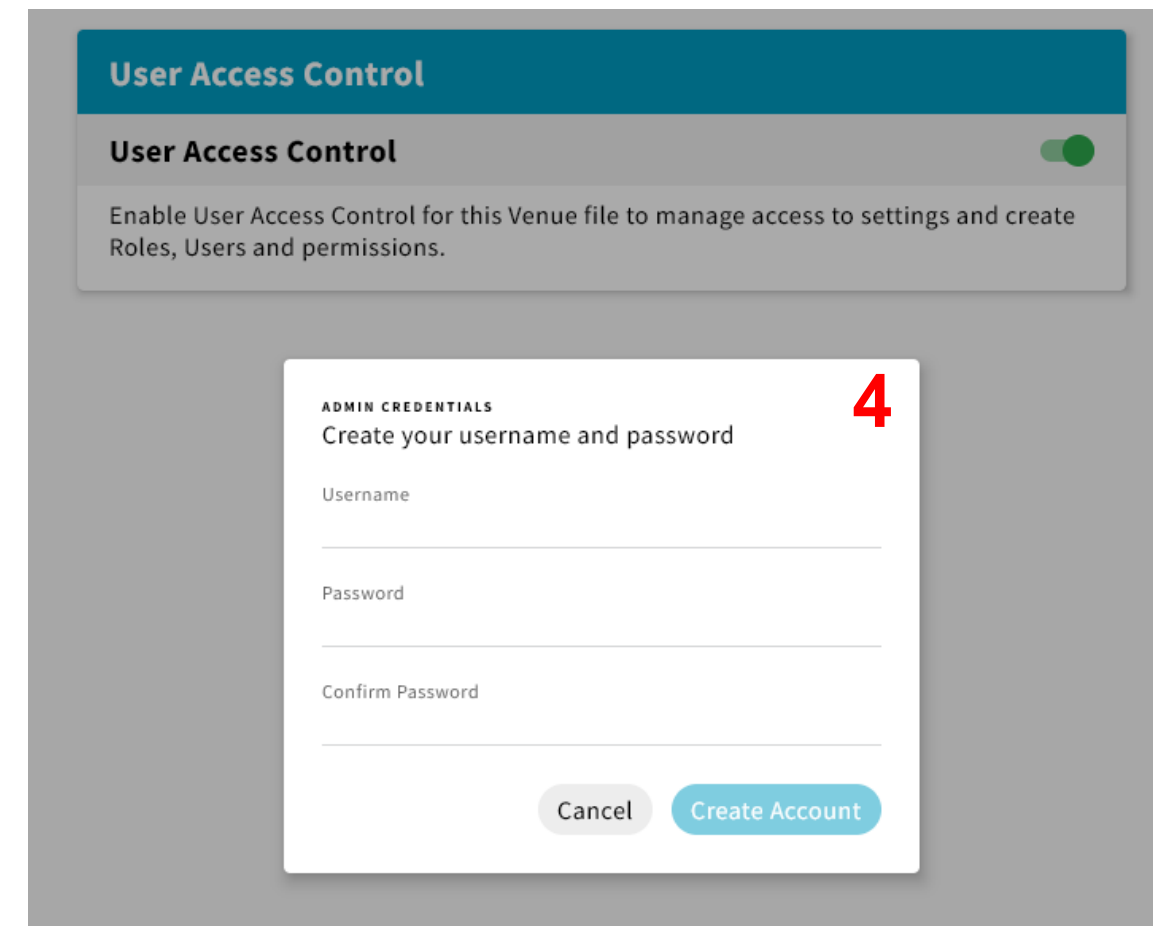 User Access Control
User Access Control
Enable User Access Control for this Venue file to manage access to settings and create
Roles, Users and permissions.
4
ADMIN CREDENTIALS
Create your username and password
Username
Password
Confirm Password
Cancel Create Account